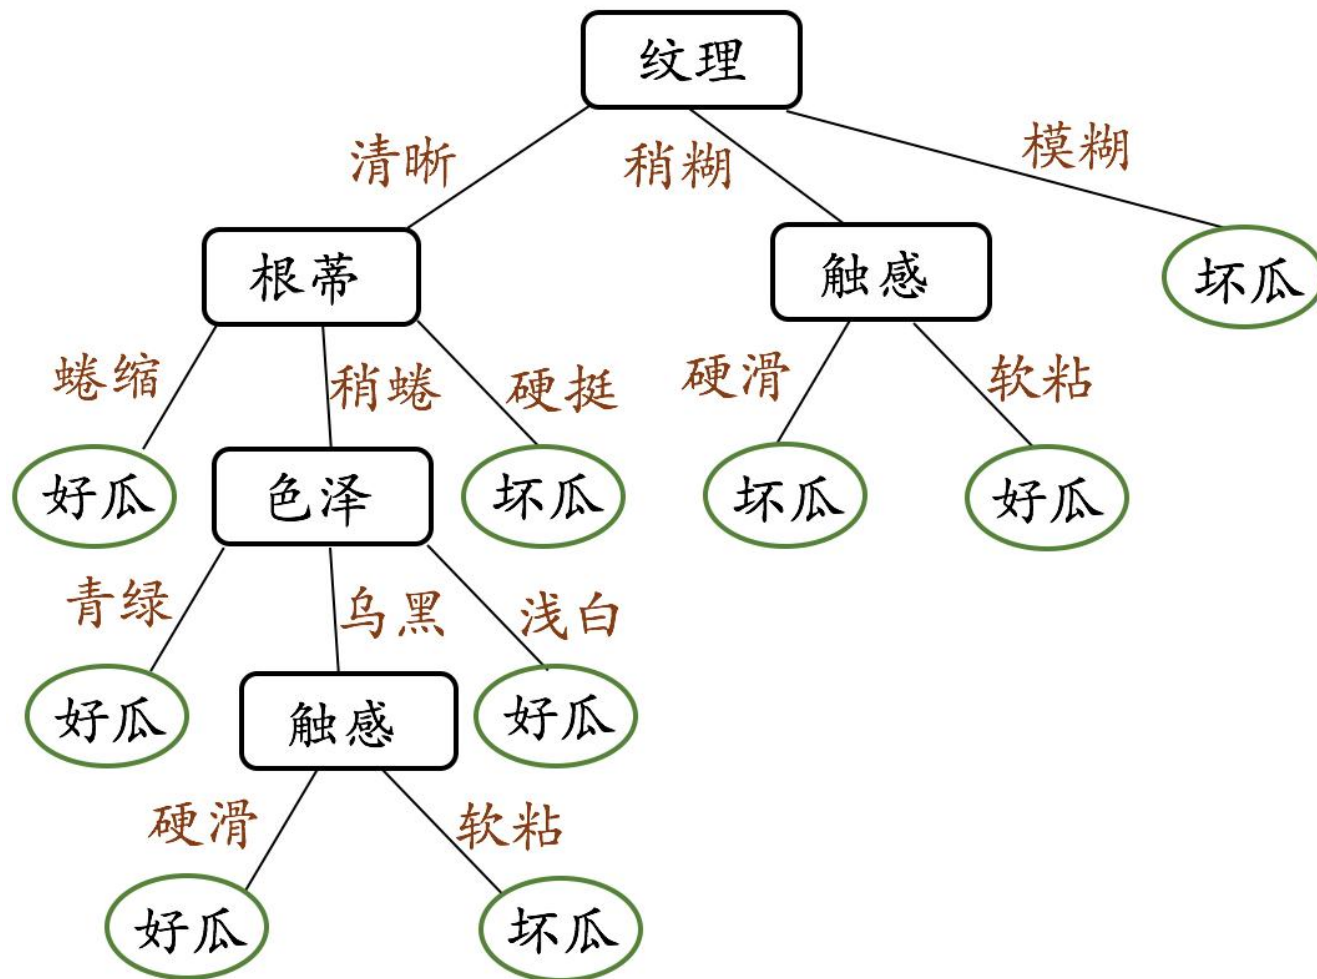 纹理
清晰
稍糊
模糊
根蒂
触感
坏瓜
蜷缩
稍蜷
硬挺
硬滑
软粘
好瓜
色泽
坏瓜
坏瓜
好瓜
青绿
乌黑
浅白
好瓜
触感
好瓜
硬滑
软粘
好瓜
坏瓜